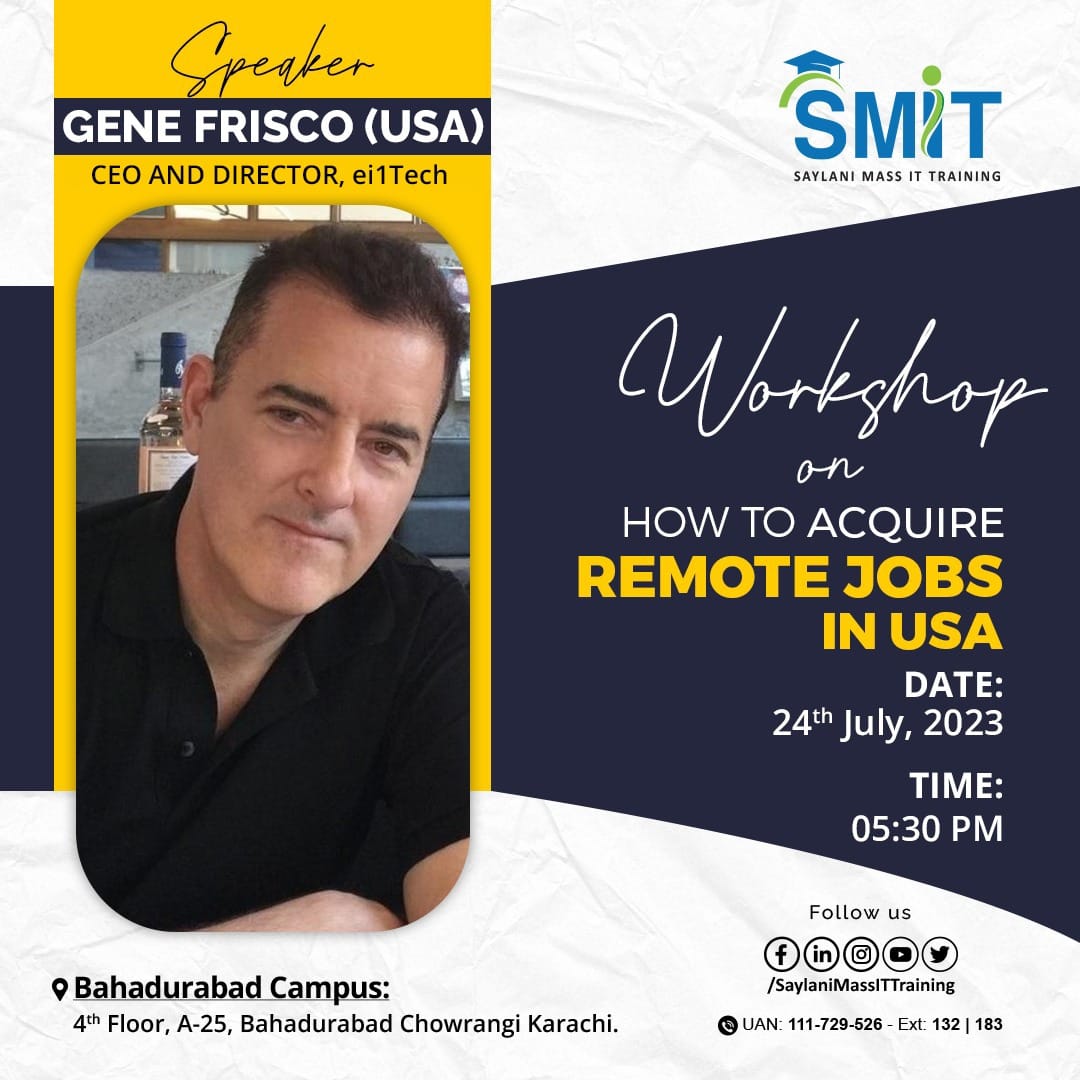 Speaker
GENE FRISCO (USA)
CEO AND DIRECTOR, ei1Tech
SMiT
SAYLANI MASS IT TRAINING
Workshop
on
HOW TO ACQUIRE
REMOTE JOBS
IN USA
DATE:
24th July, 2023
TIME:
05:30 PM
Follow us
/SaylaniMassITTraining
UAN: 111-729-526 - Ext: 132 | 183
Bahadurabad Campus:
4th Floor, A-25, Bahadurabad Chowrangi Karachi.